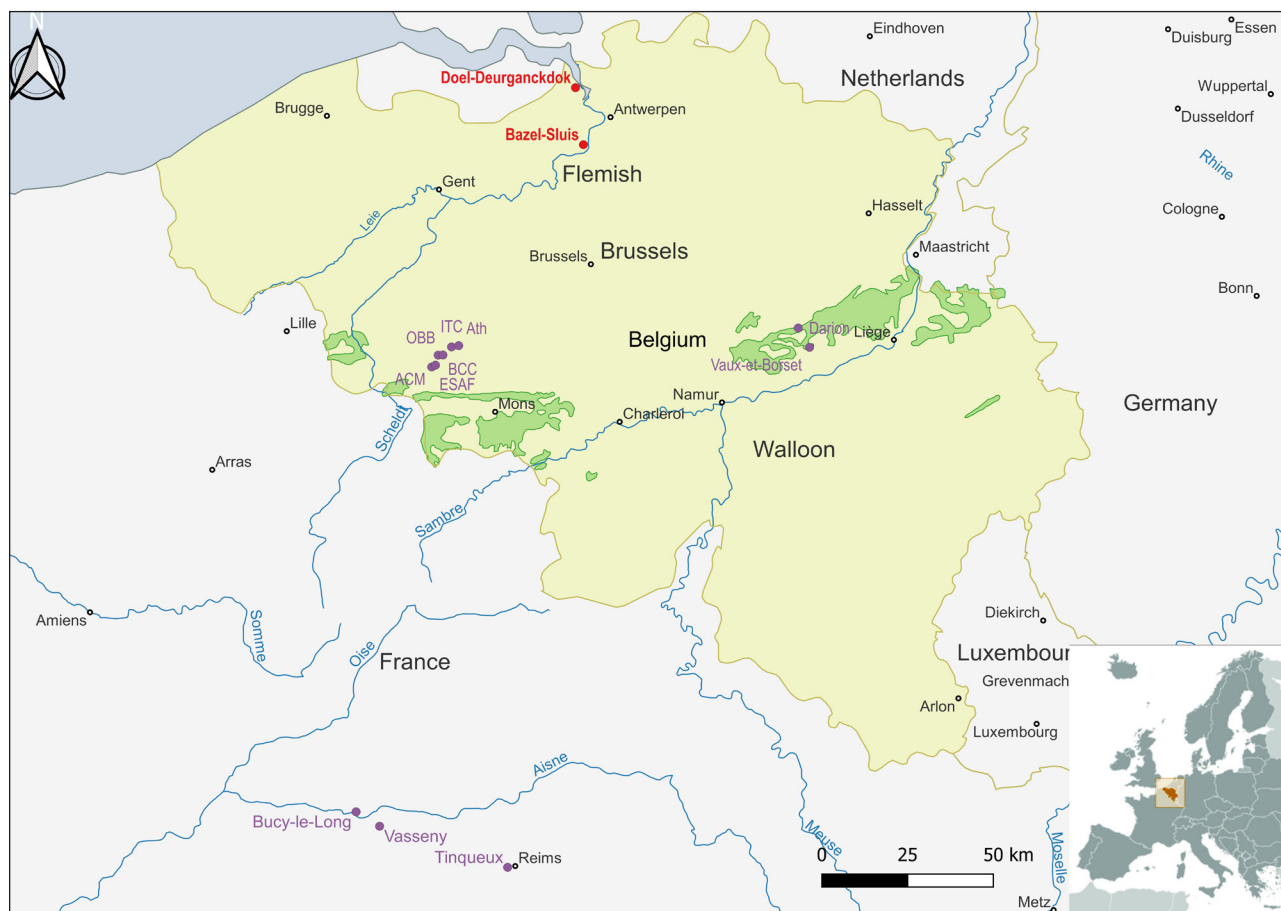 N
Essen
Duisburg
Eindhoven
Netherlands
Doel-Deurganckdok
Wuppertal
Brugge
Antwerpen
Dusseldorf
Bazel-Sluis
Rhine
Flemish
Gent
Hasselt
Cologne
Leie
Brussels
Brussels
Maastricht
Bonn
Lille
ITC
Ath
OBB
Darion
Belgium
Liège
Vaux-et-Borset
BCC
ACM
ESAF
Namur
Mons
Charleroi
Germany
Scheldt
Walloon
Arras
Sambre
Amiens
Somme
Diekirch
Oise
France
Luxembour
Grevenmach
Arlon
Luxembourg
Aisne
Bucy-le-Long
Vasseny
Meuse
Moselle
Tinqueux
Reims
0 25 50 km
Metz